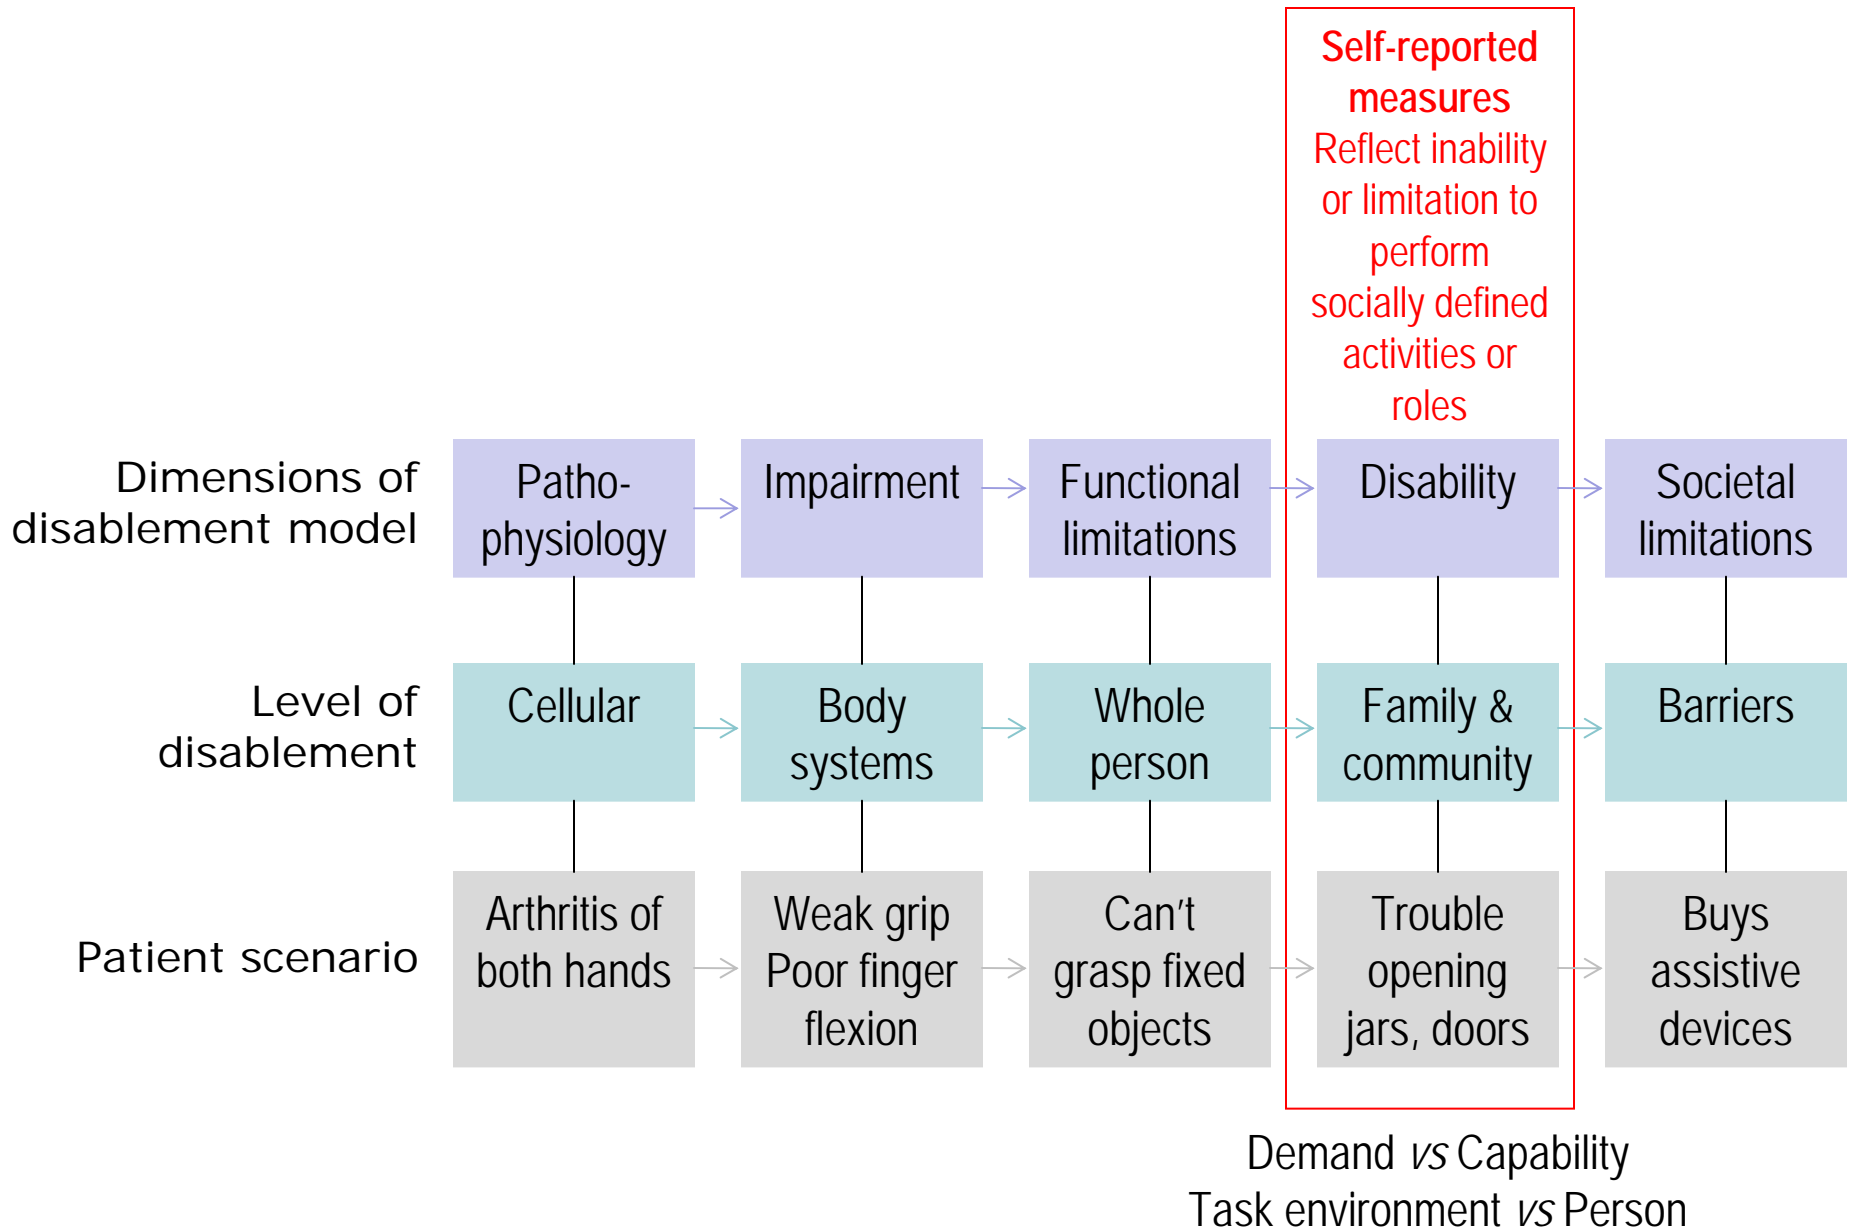 Self-reported
measures
Reflect inability
or limitation to
perform
socially defined
activities or
roles
Dimensions of
disablement model
Patho-
physiology
Impairment
Functional
limitations
Disability
Societal
limitations
Level of
disablement
Cellular
Body
systems
Whole
person
Family &
community
Barriers
Patient scenario
Arthritis of
both hands
Weak grip
Poor finger
flexion
Can't
grasp fixed
objects
Trouble
opening
jars, doors
Buys
assistive
devices
Demand vs Capability
Task environment vs Person